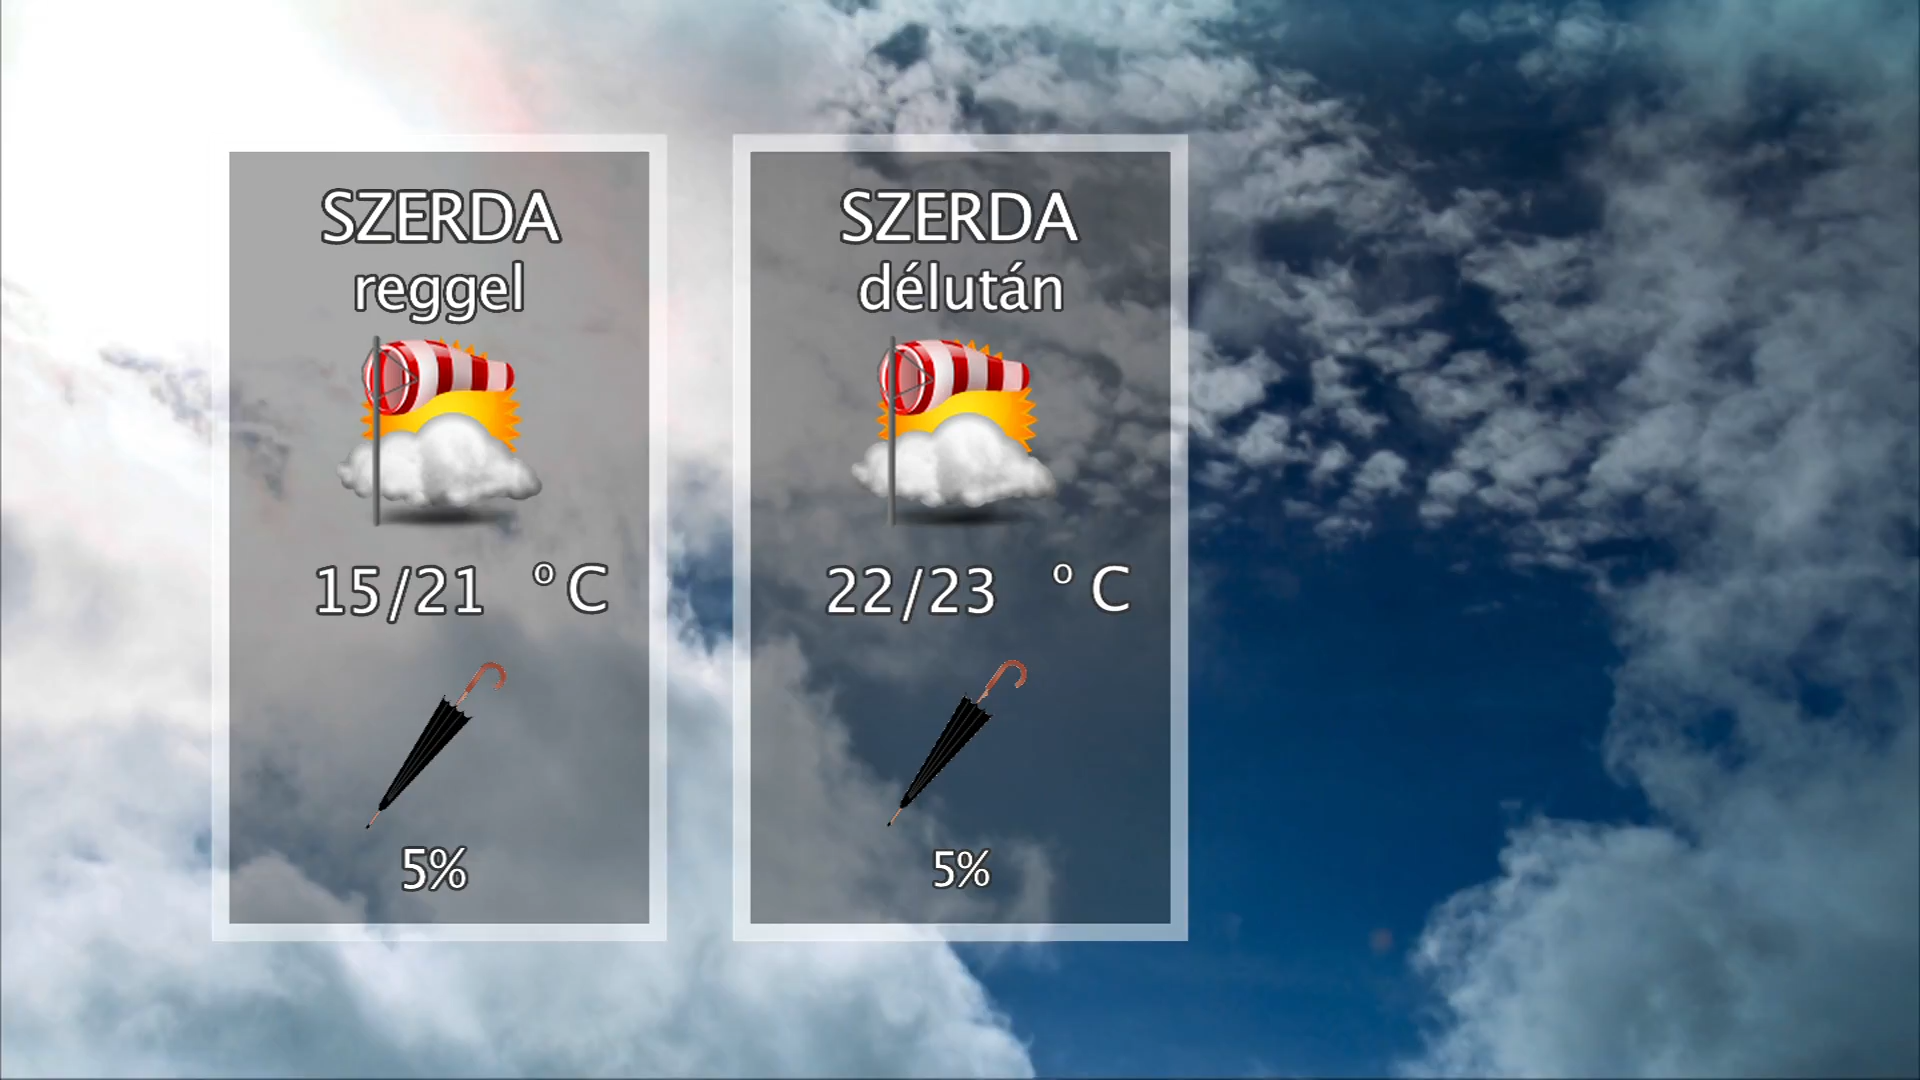 SZERDA
reggel
15/21 °C
5%
SZERDA
délután
22/23 °C
5%